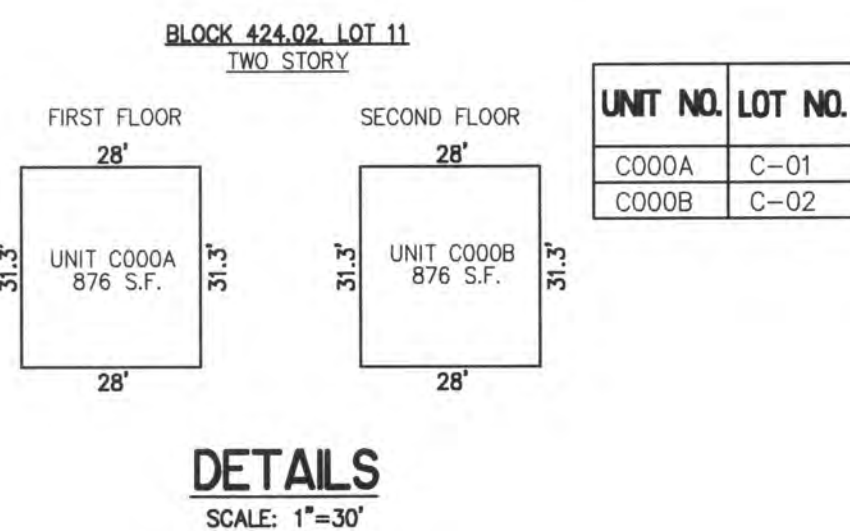 BLOCK 424.02, LOT 11
TWO STORY
FIRST FLOOR
28'
31.3'
UNIT C000A
876 S.F.
31.3'
28'
SECOND FLOOR
28'
31.3'
UNIT C000B
876 S.F.
31.3'
28'
UNIT NO. LOT NO.
C000A C-01
C000B C-02
DETAILS
SCALE: 1"=30'